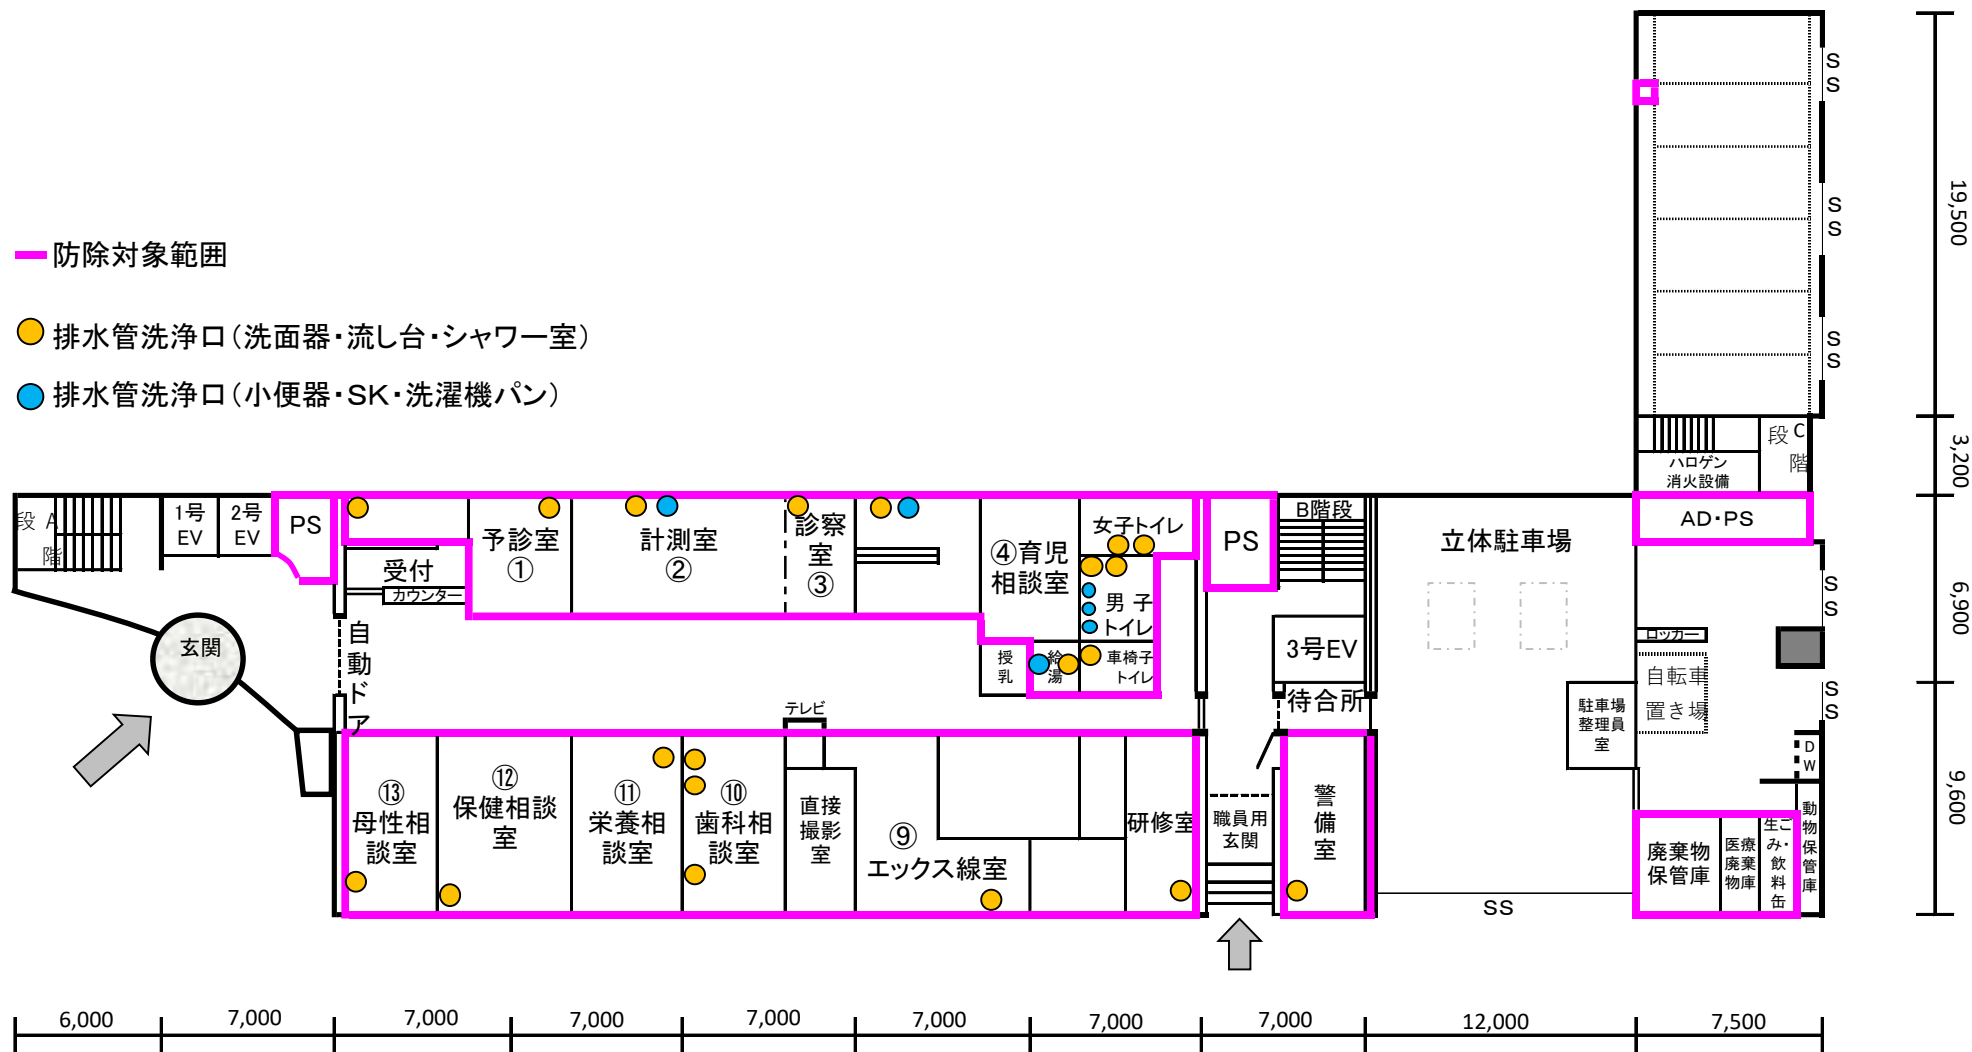 防除対象範囲
排水管洗浄口（洗面器・流し台・シャワー室）
排水管洗浄口（小便器・SK・洗濯機パン）
S
S
S
S
S
S
19,500
段C
階
ハロゲン
消火設備
3,200
段 A
階
1号
EV
2号
EV
PS
受付
カウンター
予診室
①
計測室
②
診察
室
③
④育児
相談室
女子トイレ
男 子
トイレ
授
乳
給
湯
車椅子
トイレ
PS
B階段
3号EV
待合所
立体駐車場
AD・PS
S
S
ロッカー
自転車
置き場
駐車場
整理員
室
S
S
D
W
6,900
玄関
自
動
ド
ア
テレビ
⑬
母性相
談室
⑫
保健相談
室
⑪
栄養相
談室
⑩
歯科相
談室
直接
撮影
室
⑨
エックス線室
研修室
職員用
玄関
警
備
室
SS
廃棄物
保管庫
医療
廃棄
物庫
生ご
み・
飲
料
缶
動
物
保
管
庫
9,600
6,000
7,000
7,000
7,000
7,000
7,000
7,000
7,000
12,000
7,500